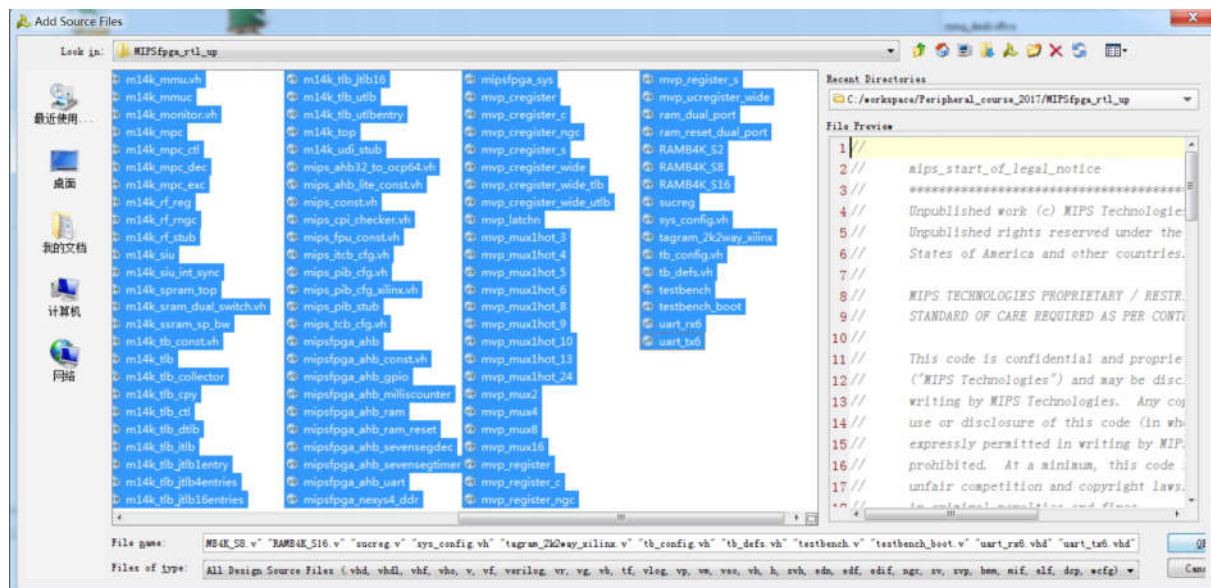 Add Source Files
Look in:
MIPSfpga_rtl_up
最近使用...
桌面
我的文档
计算机
网络
m14k_mmu.vh
m14k_mmuc
m14k_monitor.vh
m14k_mpc
m14k_mpc_ctl
m14k_mpc_dec
m14k_mpc_exc
m14k_rf_reg
m14k_rf_rngc
m14k_rf_stub
m14k_siu
m14k_siu_int_sync
m14k_spram_top
m14k_sram_dual_switch.vh
m14k_ssram_sp_bw
m14k_tb_const.vh
m14k_tlb
m14k_tlb_collector
m14k_tlb_cpy
m14k_tlb_ctl
m14k_tlb_dtlb
m14k_tlb_itlb
m14k_tlb_jtlb1entry
m14k_tlb_jtlb4entries
m14k_tlb_jtlb16entries
m14k_tlb_jtlb16
m14k_tlb_utlb
m14k_tlb_utlbentry
m14k_top
m14k_udi_stub
mips_ahb32_to_ocp64.vh
mips_ahb_lite_const.vh
mips_const.vh
mips_cpi_checker.vh
mips_fpu_const.vh
mips_itcb_cfg.vh
mips_pib_cfg.vh
mips_pib_cfg_xilinx.vh
mips_pib_stub
mips_tcb_cfg.vh
mipsfpga_ahb
mipsfpga_ahb_const.vh
mipsfpga_ahb_gpio
mipsfpga_ahb_milliscounter
mipsfpga_ahb_ram
mipsfpga_ahb_ram_reset
mipsfpga_ahb_sevensegdec
mipsfpga_ahb_sevensegtimer
mipsfpga_ahb_uart
mipsfpga_nexys4_ddr
mipsfpga_sys
mvp_cregister
mvp_cregister_c
mvp_cregister_ngc
mvp_cregister_s
mvp_cregister_wide
mvp_cregister_wide_tlb
mvp_cregister_wide_utlb
mvp_latchn
mvp_mux1hot_3
mvp_mux1hot_4
mvp_mux1hot_5
mvp_mux1hot_6
mvp_mux1hot_8
mvp_mux1hot_9
mvp_mux1hot_10
mvp_mux1hot_13
mvp_mux1hot_24
mvp_mux2
mvp_mux4
mvp_mux8
mvp_mux16
mvp_register
mvp_register_c
mvp_register_ngc
mvp_register_s
mvp_ucregister_wide
ram_dual_port
ram_reset_dual_port
RAMB4K_S2
RAMB4K_S8
RAMB4K_S16
sucreg
sys_config.vh
tagram_2k2way_xilinx
tb_config.vh
tb_defs.vh
testbench
testbench_boot
uart_rx6
uart_tx6
Recent Directories
C:/workspace/Peripheral_course_2017/MIPSfpga_rtl_up
File Preview
1 //
2 // mips_start_of_legal_notice
3 // ****************************************
4 // Unpublished work (c) MIPS Technologie
5 // Unpublished rights reserved under the
6 // States of America and other countries.
7 //
8 // MIPS TECHNOLOGIES PROPRIETARY / RESTR
9 // STANDARD OF CARE REQUIRED AS PER CONT
10 //
11 // This code is confidential and proprie
12 // ("MIPS Technologies") and may be disc
13 // writing by MIPS Technologies. Any cop
14 // use or disclosure of this code (in wh
15 // expressly permitted in writing by MIP
16 // prohibited. At a minimum, this code
17 // unfair competition and copyright laws.
File name:
MB4K_S8.v" "RAMB4K_S16.v" "sucreg.v" "sys_config.vh" "tagram_2k2way_xilinx.v" "tb_config.vh" "tb_defs.vh" "testbench.v" "testbench_boot.v" "uart_rx6.vhd" "uart_tx6.vhd"
Files of type:
All Design Source Files (.vhd, vhdl, vhf, vho, v, vf, verilog, vr, vg, vb, tf, vlog, vp, vm, veo, vh, h, svh, edn, edf, edif, ngc, sv, svp, bmm, mif, elf, dcp, ecfg)
Canc